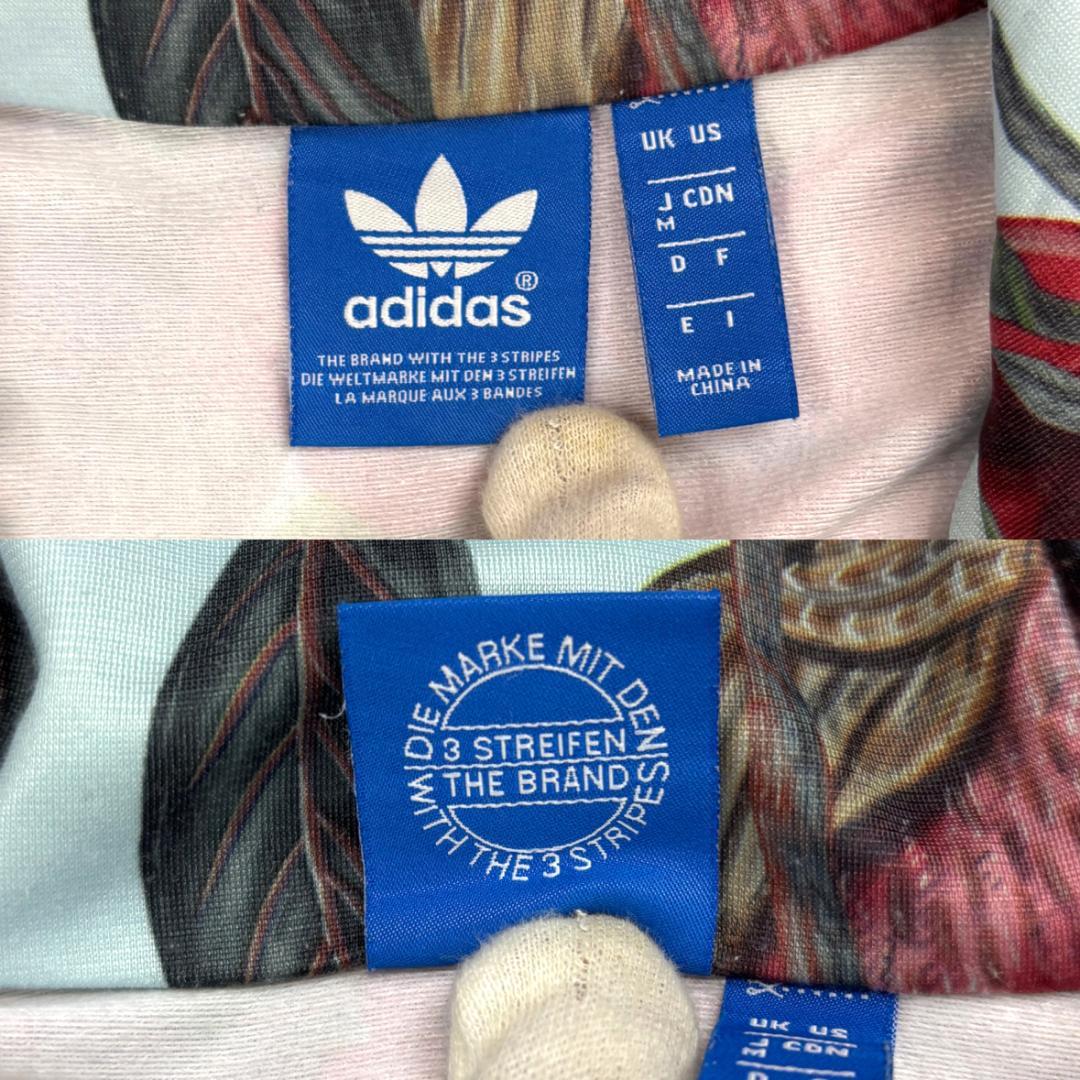 UK US
J CDN
M
D F
E I
MADE IN
CHINA
adidas®
THE BRAND WITH THE 3 STRIPES
DIE WELTMARKE MIT DEN 3 STREIFEN
LA MARQUE AUX 3 BANDES
DIE MARKE MIT DEN
3 STREIFEN
THE BRAND
WITH THE 3 STRIPES
UK US
J CDN
M